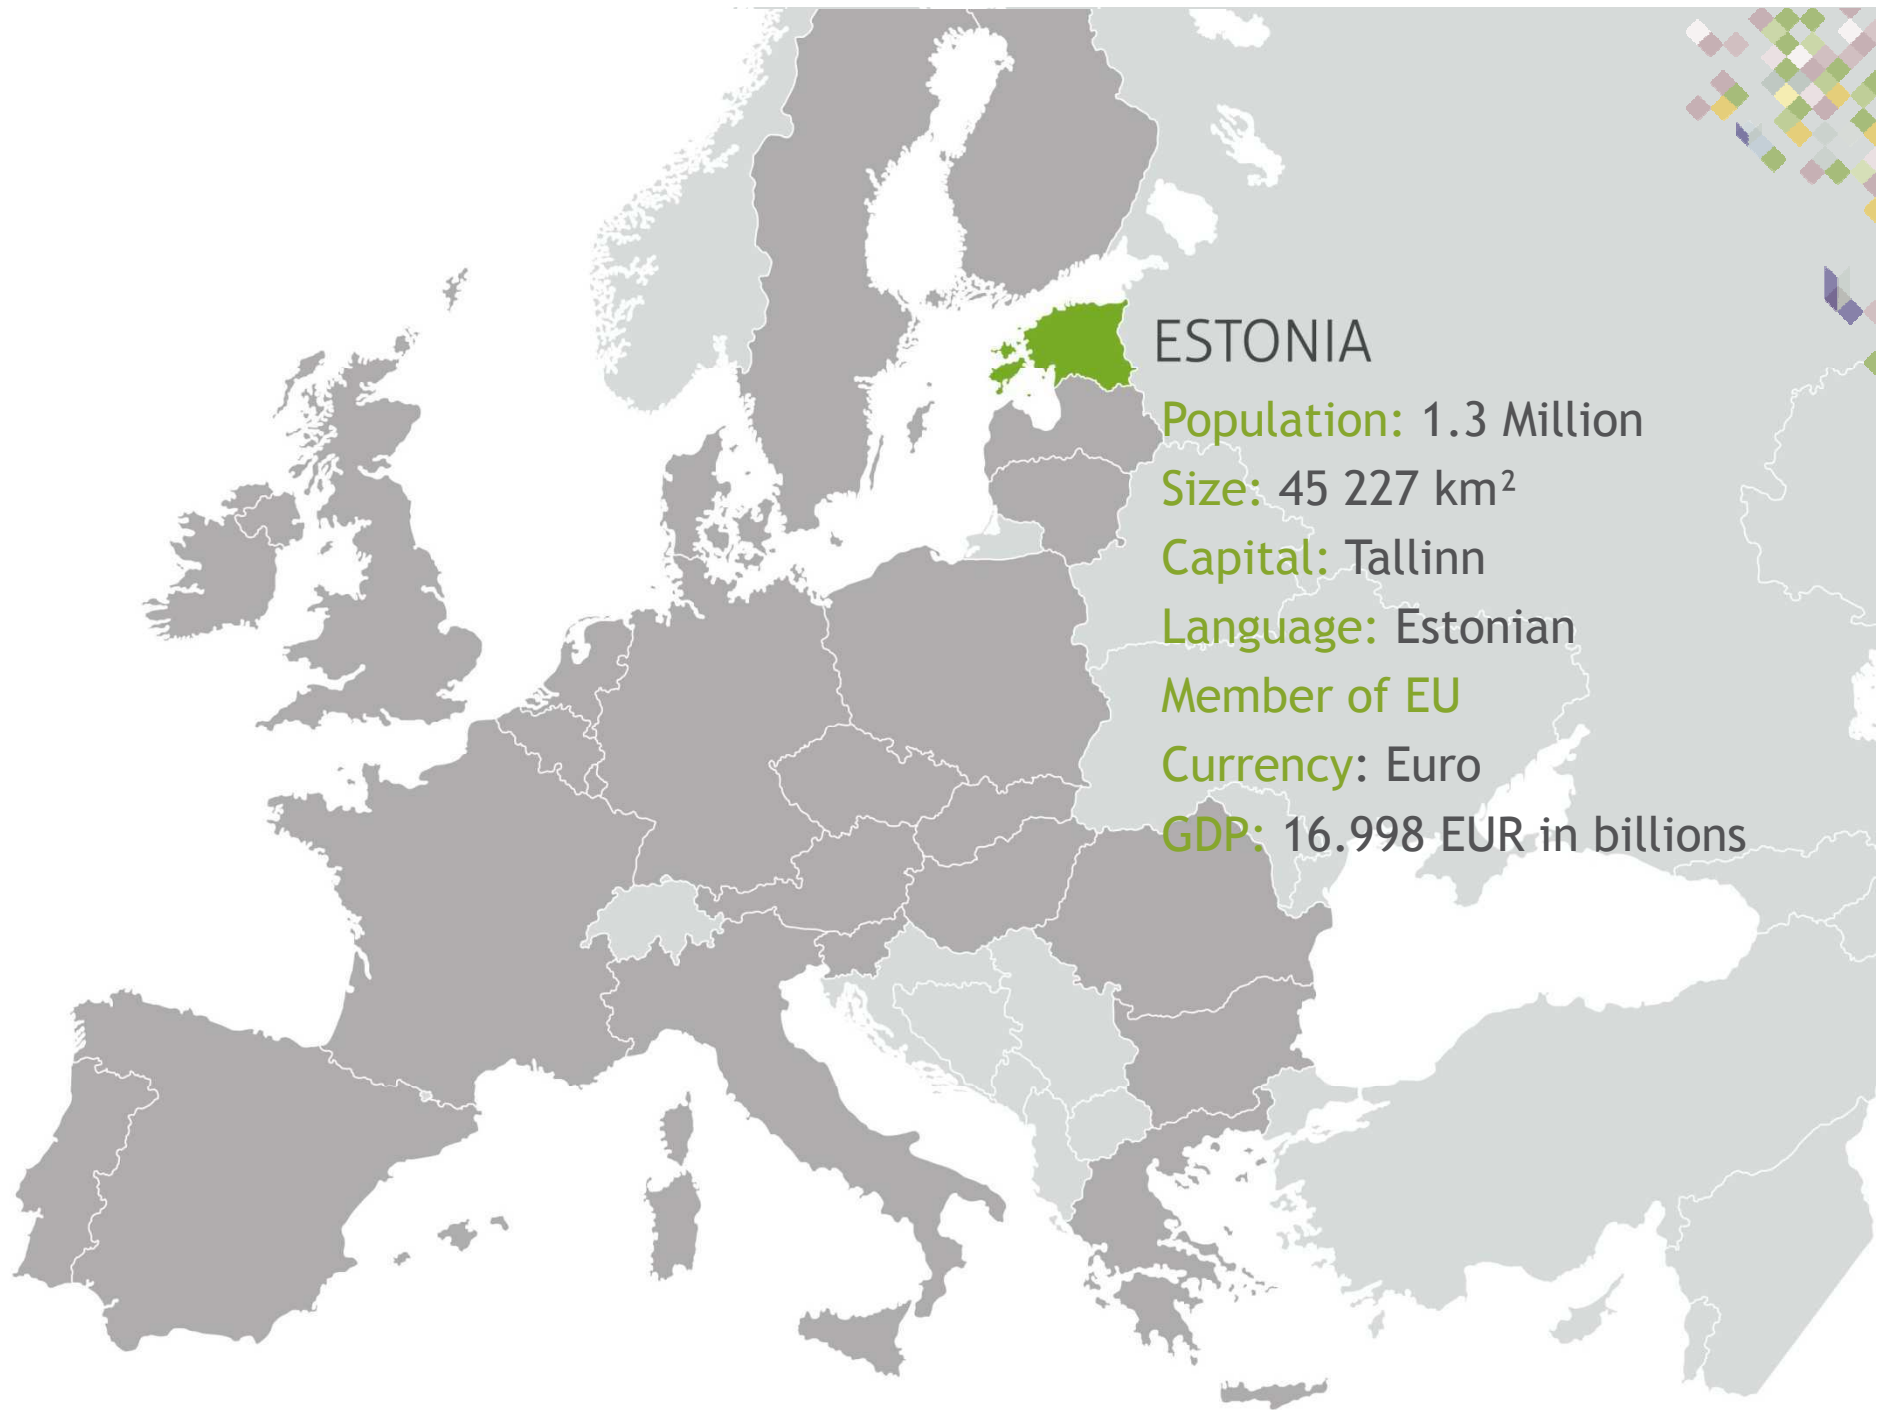 ESTONIA
Population: 1.3 Million
Size: 45 227 km²
Capital: Tallinn
Language: Estonian
Member of EU
Currency: Euro
GDP: 16.998 EUR in billions